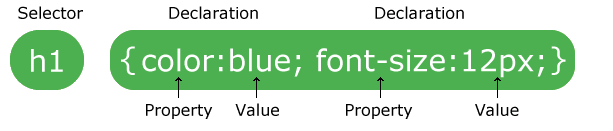 Selector Declaration Declaration
h1 {color:blue; font-size:12px;}
Property Value Property Value